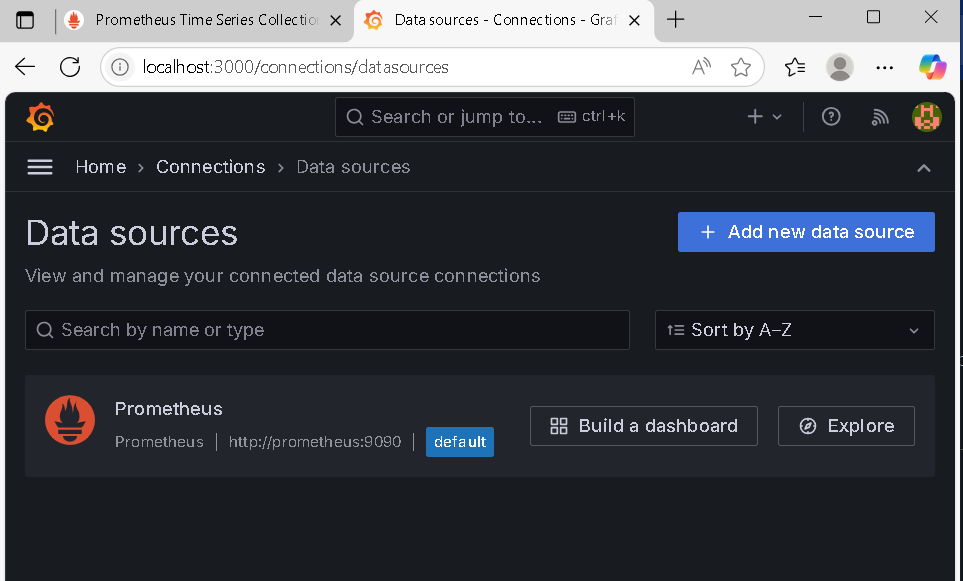 Prometheus Time Series Collectio
Data sources - Connections - Graf
localhost:3000/connections/datasources
Search or jump to... ctrl+k
Home › Connections › Data sources
Data sources
Add new data source
View and manage your connected data source connections
Search by name or type
Sort by A–Z
Prometheus
Prometheus | http://prometheus:9090 | default
Build a dashboard
Explore